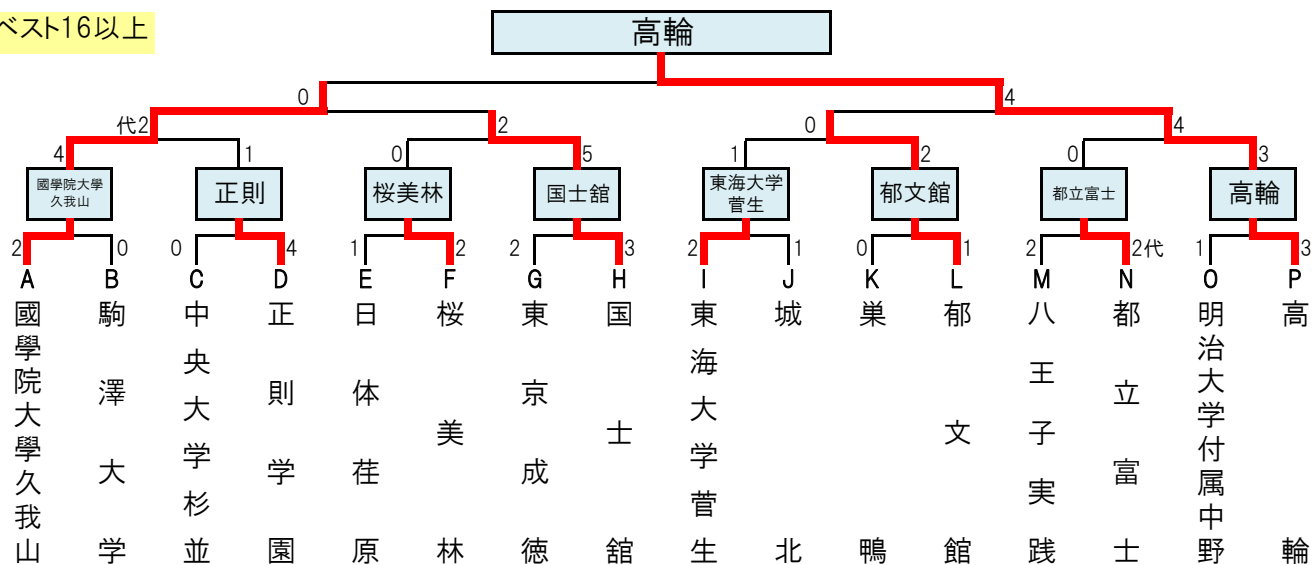 ベスト16以上
高輪
0
4
代2
2
0
4
4
1
0
5
1
2
0
3
國學院大學
久我山
正則
桜美林
国士舘
東海大学
菅生
郁文館
都立富士
高輪
2
0
0
4
1
2
2
3
2
1
0
1
2
2代
1
3
A
B
C
D
E
F
G
H
I
J
K
L
M
N
O
P
國學院大學久我山
駒澤大学
中央大学杉並
正則学園
日体荏原
桜美林
東京成徳
国士舘
東海大学菅生
城北
巣鴨
郁文館
八王子実践
都立富士
明治大学付属中野
高輪